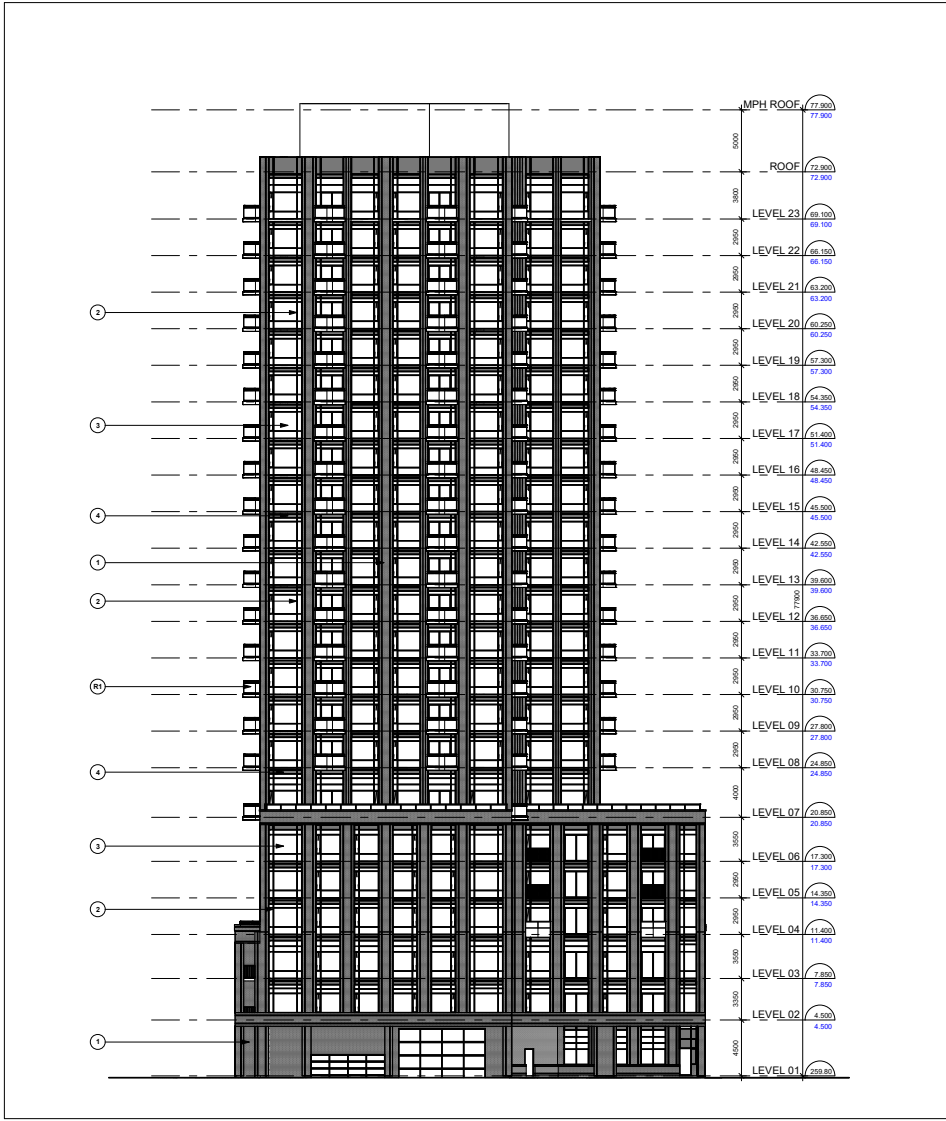 MPH ROOF 77.900
77.900
5000
ROOF 72.900
72.900
3800
LEVEL 23 69.100
69.100
2950
LEVEL 22 66.150
66.150
2950
LEVEL 21 63.200
63.200
2
2950
LEVEL 20 60.250
60.250
2950
LEVEL 19 57.300
57.300
2950
LEVEL 18 54.350
54.350
3
2950
LEVEL 17 51.400
51.400
2950
LEVEL 16 48.450
48.450
2950
LEVEL 15 45.500
45.500
4
2950
LEVEL 14 42.550
42.550
1
2950
LEVEL 13 39.600
39.600
2
2950
77900
LEVEL 12 36.650
36.650
2950
LEVEL 11 33.700
33.700
R1
2950
LEVEL 10 30.750
30.750
2950
LEVEL 09 27.800
27.800
2950
LEVEL 08 24.850
24.850
4
4000
LEVEL 07 20.850
20.850
3
3550
LEVEL 06 17.300
17.300
2950
LEVEL 05 14.350
14.350
2
2950
LEVEL 04 11.400
11.400
3550
LEVEL 03 7.850
7.850
3350
LEVEL 02 4.500
4.500
1
4500
LEVEL 01 259.80